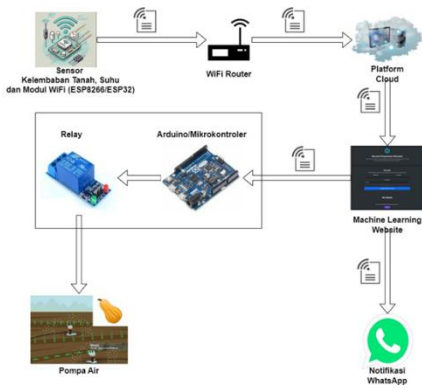 Sensor
Kelembaban Tanah, Suhu
dan Modul WiFi (ESP8266/ESP32)
WiFi Router
Platform
Cloud
Relay
Arduino/Mikrokontroler
Machine Learning
Website
Pompa Air
Notifikasi
WhatsApp